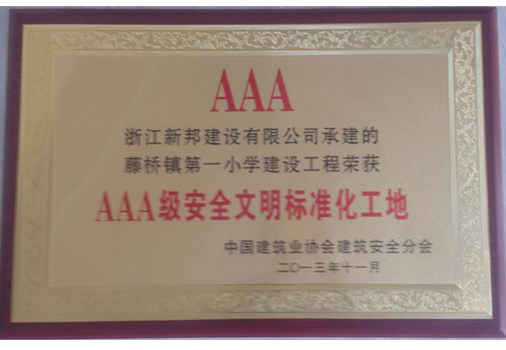 AAA
浙江新邦建设有限公司承建的
藤桥镇第一小学建设工程荣获
AAA级安全文明标准化工地
中国建筑业协会建筑安全分会
二〇一三年十一月